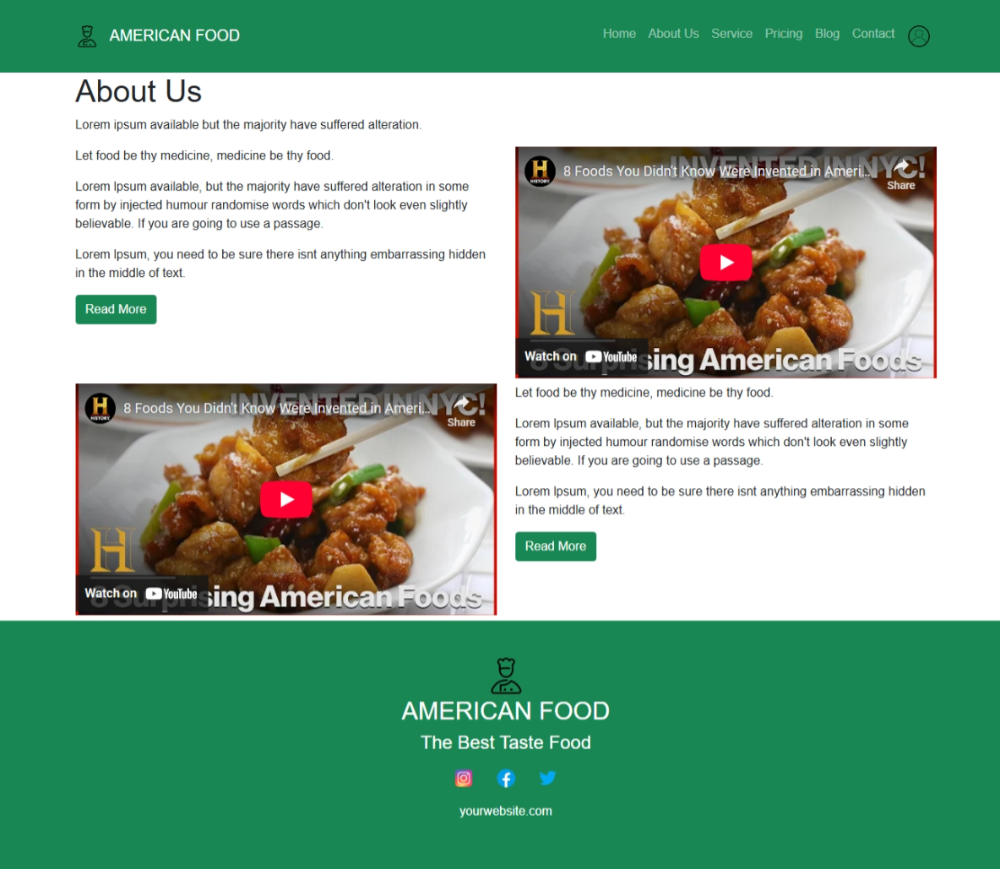 AMERICAN FOOD
Home About Us Service Pricing Blog Contact
About Us
Lorem ipsum available but the majority have suffered alteration.
Let food be thy medicine, medicine be thy food.
Lorem Ipsum available, but the majority have suffered alteration in some
form by injected humour randomise words which don't look even slightly
believable. If you are going to use a passage.
Lorem Ipsum, you need to be sure there isnt anything embarrassing hidden
in the middle of text.
Read More
INVENTED IN NYC!
H
HISTORY
8 Foods You Didn't Know Were Invented in Ameri...
Share
H
Watch on YouTube
8 Surprising American Foods
INVENTED IN NYC!
H
HISTORY
8 Foods You Didn't Know Were Invented in Ameri...
Share
H
Watch on YouTube
8 Surprising American Foods
Let food be thy medicine, medicine be thy food.
Lorem Ipsum available, but the majority have suffered alteration in some
form by injected humour randomise words which don't look even slightly
believable. If you are going to use a passage.
Lorem Ipsum, you need to be sure there isnt anything embarrassing hidden
in the middle of text.
Read More
AMERICAN FOOD
The Best Taste Food
yourwebsite.com